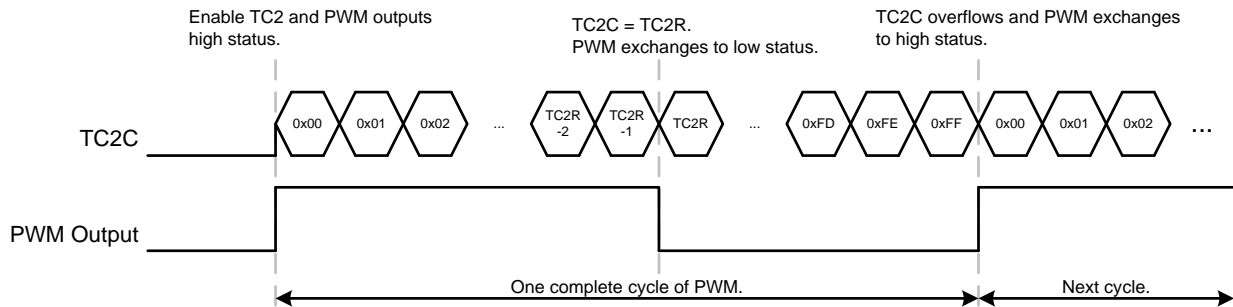 Enable TC2 and PWM outputs
high status.
TC2C = TC2R.
PWM exchanges to low status.
TC2C overflows and PWM exchanges
to high status.
TC2C
0x00
0x01
0x02
...
TC2R
-2
TC2R
-1
TC2R
...
0xFD
0xFE
0xFF
0x00
0x01
0x02
...
PWM Output
One complete cycle of PWM.
Next cycle.